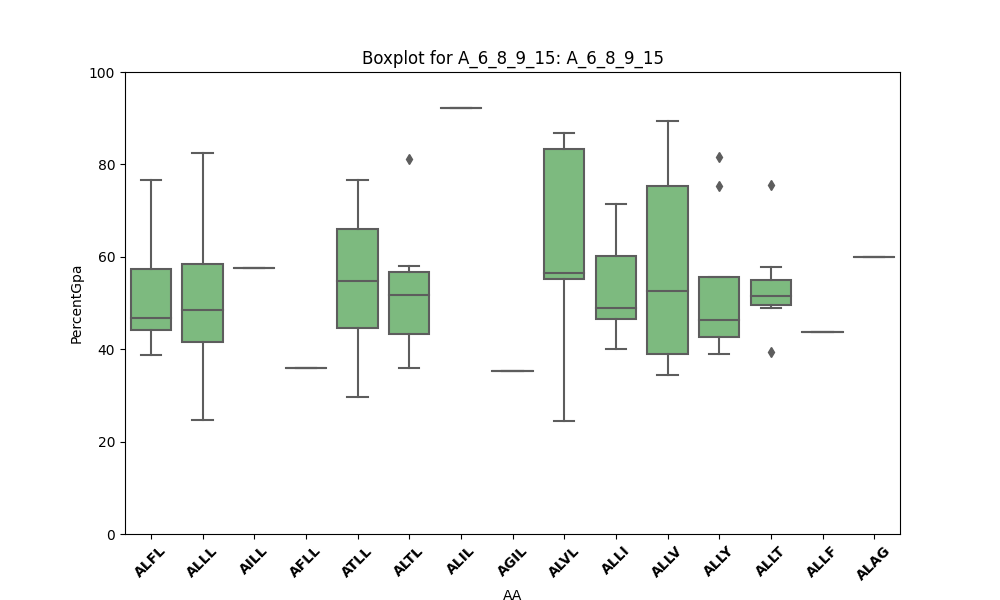 Boxplot for A_6_8_9_15: A_6_8_9_15
100
80
60
40
20
0
PercentGpa
ALFL ALLL AILL AFLL ATLL ALTL ALIL AGIL ALVL ALLI ALLV ALLY ALLT ALLF ALAG
AA